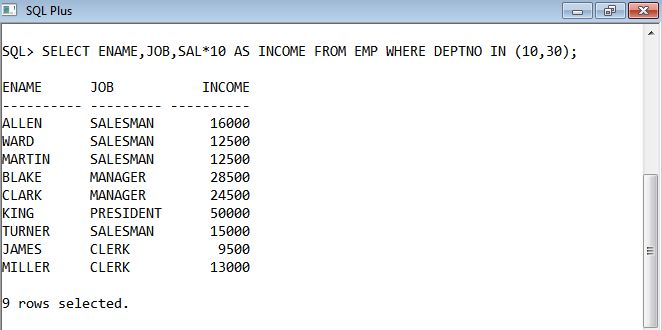 SQL Plus
SQL> SELECT ENAME,JOB,SAL*10 AS INCOME FROM EMP WHERE DEPTNO IN (10,30);
ENAME      JOB           INCOME
---------- --------- ----------
ALLEN      SALESMAN       16000
WARD       SALESMAN       12500
MARTIN     SALESMAN       12500
BLAKE      MANAGER        28500
CLARK      MANAGER        24500
KING       PRESIDENT      50000
TURNER     SALESMAN       15000
JAMES      CLERK           9500
MILLER     CLERK          13000
9 rows selected.